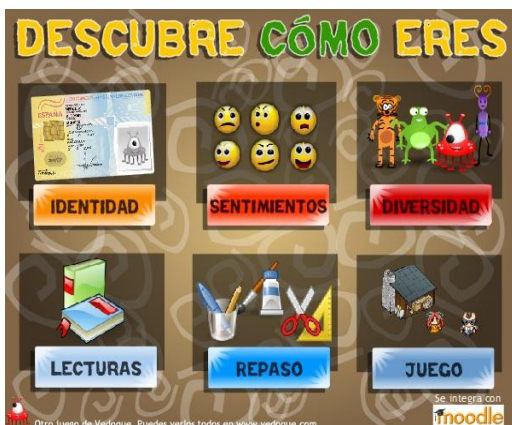 DESCUBRE CÓMO ERES
ESPAÑA
IDENTIDAD
SENTIMIENTOS
DIVERSIDAD
LECTURAS
REPASO
JUEGO
Se integra con
moodle
Otro juego de Vedoque. Puedes verlos todos en www.vedoque.com